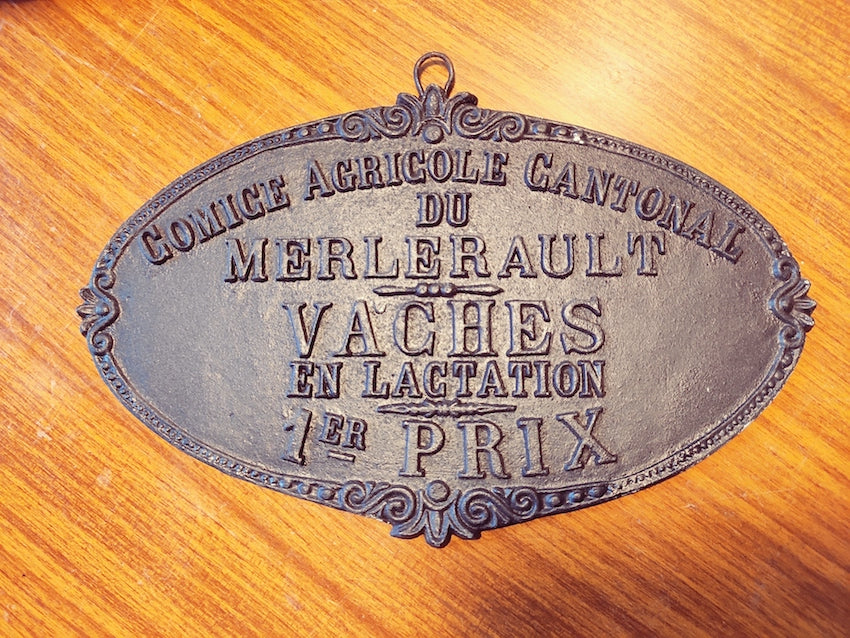 COMICE AGRICOLE CANTONAL
DU
MERLERAULT
VACHES
EN LACTATION
1ER PRIX